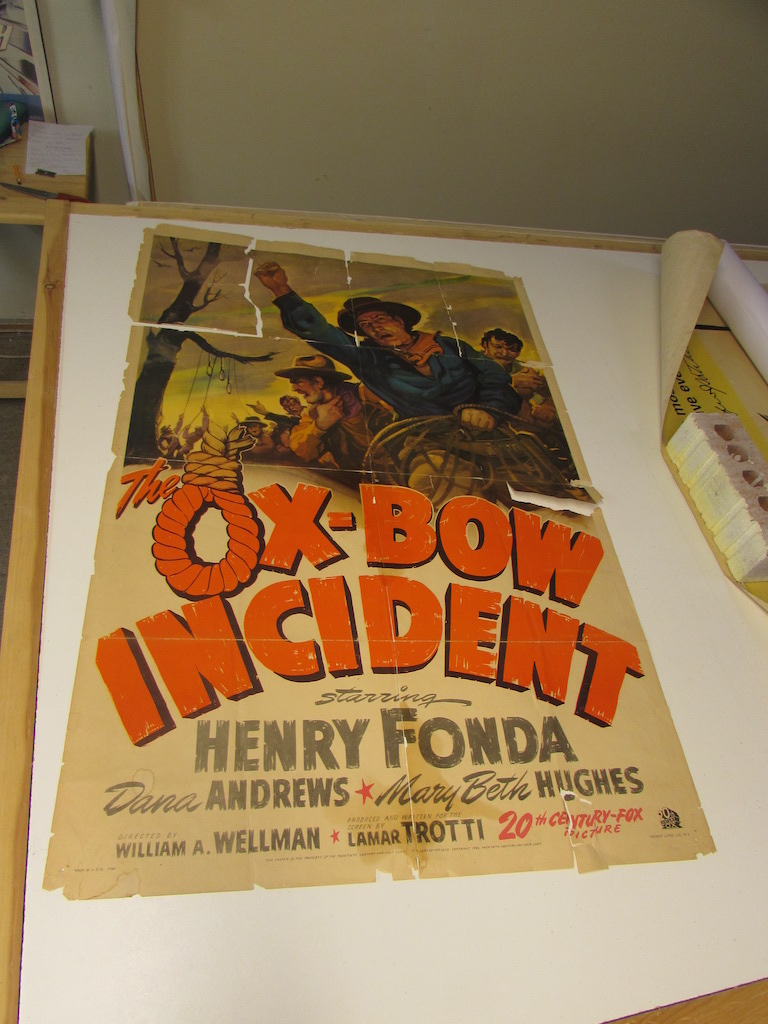 The
OX-BOW
INCIDENT
starring
HENRY FONDA
Dana ANDREWS ★ Mary Beth HUGHES
DIRECTED BY
WILLIAM A. WELLMAN ★
PRODUCED AND WRITTEN FOR THE
SCREEN BY
LAMAR TROTTI
20th CENTURY-FOX
PICTURE